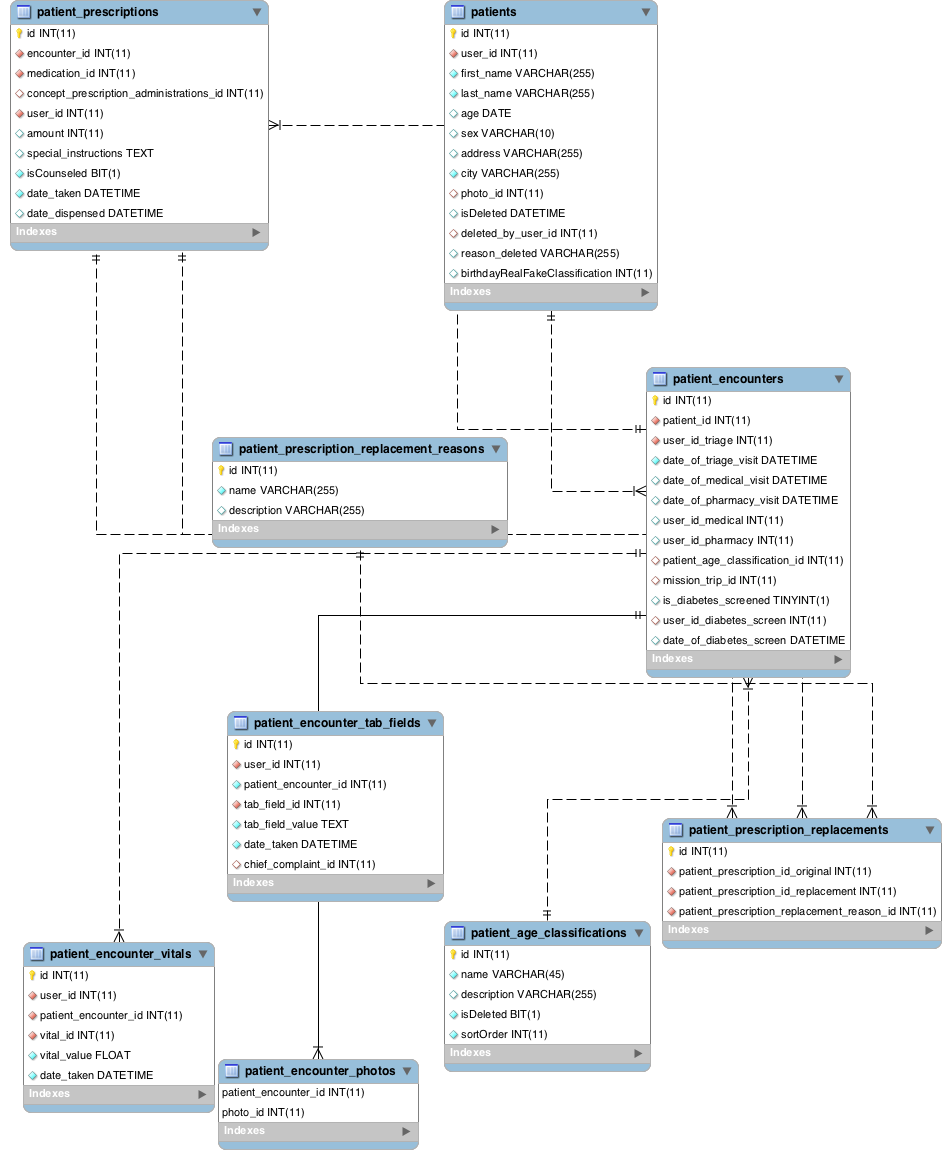 patient_prescriptions
id INT(11)
encounter_id INT(11)
medication_id INT(11)
concept_prescription_administrations_id INT(11)
user_id INT(11)
amount INT(11)
special_instructions TEXT
isCounseled BIT(1)
date_taken DATETIME
date_dispensed DATETIME
Indexes
patients
id INT(11)
user_id INT(11)
first_name VARCHAR(255)
last_name VARCHAR(255)
age DATE
sex VARCHAR(10)
address VARCHAR(255)
city VARCHAR(255)
photo_id INT(11)
isDeleted DATETIME
deleted_by_user_id INT(11)
reason_deleted VARCHAR(255)
birthdayRealFakeClassification INT(11)
Indexes
patient_encounters
id INT(11)
patient_id INT(11)
user_id_triage INT(11)
date_of_triage_visit DATETIME
date_of_medical_visit DATETIME
date_of_pharmacy_visit DATETIME
user_id_medical INT(11)
user_id_pharmacy INT(11)
patient_age_classification_id INT(11)
mission_trip_id INT(11)
is_diabetes_screened TINYINT(1)
user_id_diabetes_screen INT(11)
date_of_diabetes_screen DATETIME
Indexes
patient_prescription_replacement_reasons
id INT(11)
name VARCHAR(255)
description VARCHAR(255)
Indexes
patient_encounter_tab_fields
id INT(11)
user_id INT(11)
patient_encounter_id INT(11)
tab_field_id INT(11)
tab_field_value TEXT
date_taken DATETIME
chief_complaint_id INT(11)
Indexes
patient_prescription_replacements
id INT(11)
patient_prescription_id_original INT(11)
patient_prescription_id_replacement INT(11)
patient_prescription_replacement_reason_id INT(11)
Indexes
patient_age_classifications
id INT(11)
name VARCHAR(45)
description VARCHAR(255)
isDeleted BIT(1)
sortOrder INT(11)
Indexes
patient_encounter_vitals
id INT(11)
user_id INT(11)
patient_encounter_id INT(11)
vital_id INT(11)
vital_value FLOAT
date_taken DATETIME
Indexes
patient_encounter_photos
patient_encounter_id INT(11)
photo_id INT(11)
Indexes